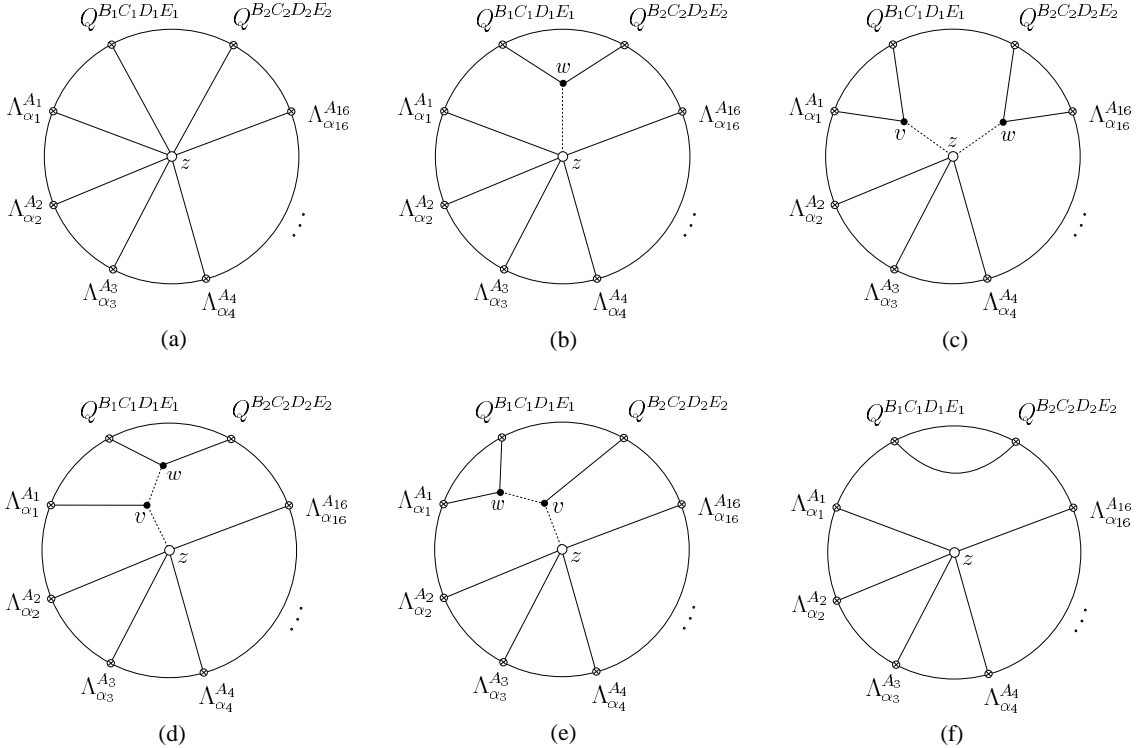 Q^{B_1C_1D_1E_1} Q^{B_2C_2D_2E_2}
Λ^{A_1}_{α_1} Λ^{A_16}_{α_16}
z
Λ^{A_2}_{α_2}
Λ^{A_3}_{α_3} Λ^{A_4}_{α_4}
(a)
Q^{B_1C_1D_1E_1} Q^{B_2C_2D_2E_2}
w
Λ^{A_1}_{α_1} Λ^{A_16}_{α_16}
z
Λ^{A_2}_{α_2}
Λ^{A_3}_{α_3} Λ^{A_4}_{α_4}
(b)
Q^{B_1C_1D_1E_1} Q^{B_2C_2D_2E_2}
Λ^{A_1}_{α_1} Λ^{A_16}_{α_16}
v z w
Λ^{A_2}_{α_2}
Λ^{A_3}_{α_3} Λ^{A_4}_{α_4}
(c)
Q^{B_1C_1D_1E_1} Q^{B_2C_2D_2E_2}
w
Λ^{A_1}_{α_1} Λ^{A_16}_{α_16}
v
z
Λ^{A_2}_{α_2}
Λ^{A_3}_{α_3} Λ^{A_4}_{α_4}
(d)
Q^{B_1C_1D_1E_1} Q^{B_2C_2D_2E_2}
Λ^{A_1}_{α_1} Λ^{A_16}_{α_16}
w v
z
Λ^{A_2}_{α_2}
Λ^{A_3}_{α_3} Λ^{A_4}_{α_4}
(e)
Q^{B_1C_1D_1E_1} Q^{B_2C_2D_2E_2}
Λ^{A_1}_{α_1} Λ^{A_16}_{α_16}
z
Λ^{A_2}_{α_2}
Λ^{A_3}_{α_3} Λ^{A_4}_{α_4}
(f)